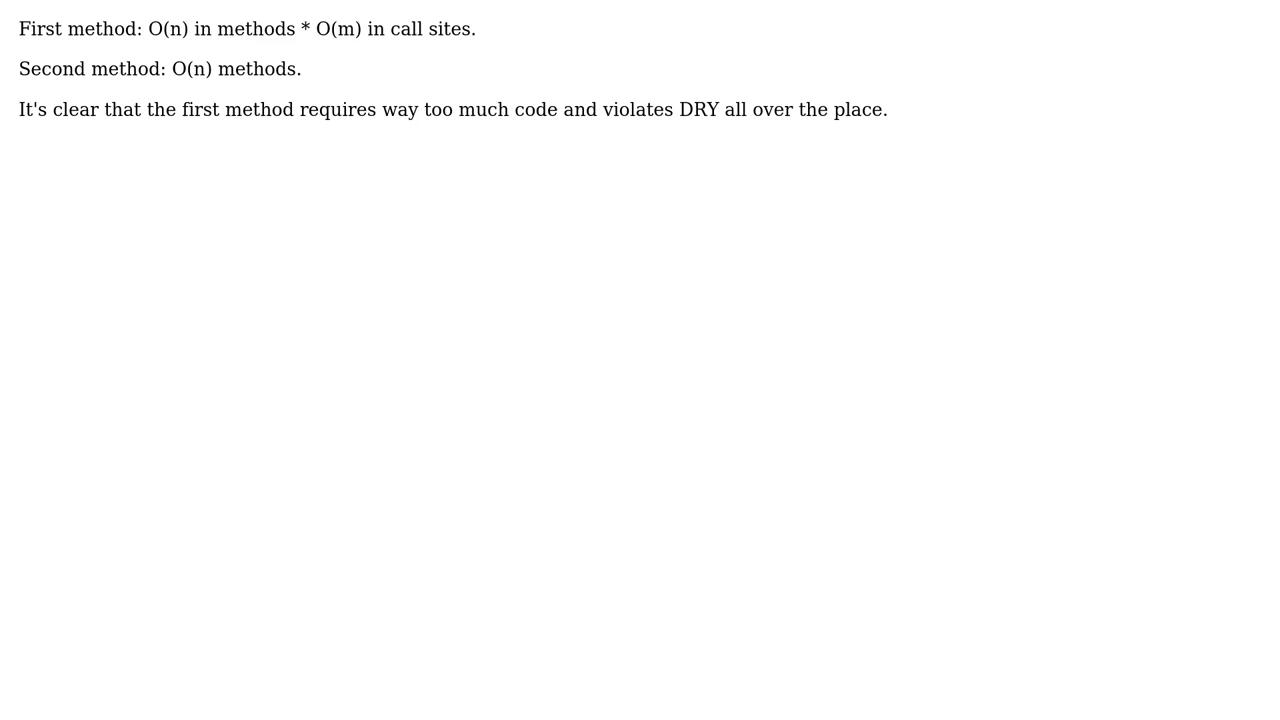 First method: O(n) in methods * O(m) in call sites.
Second method: O(n) methods.
It's clear that the first method requires way too much code and violates DRY all over the place.